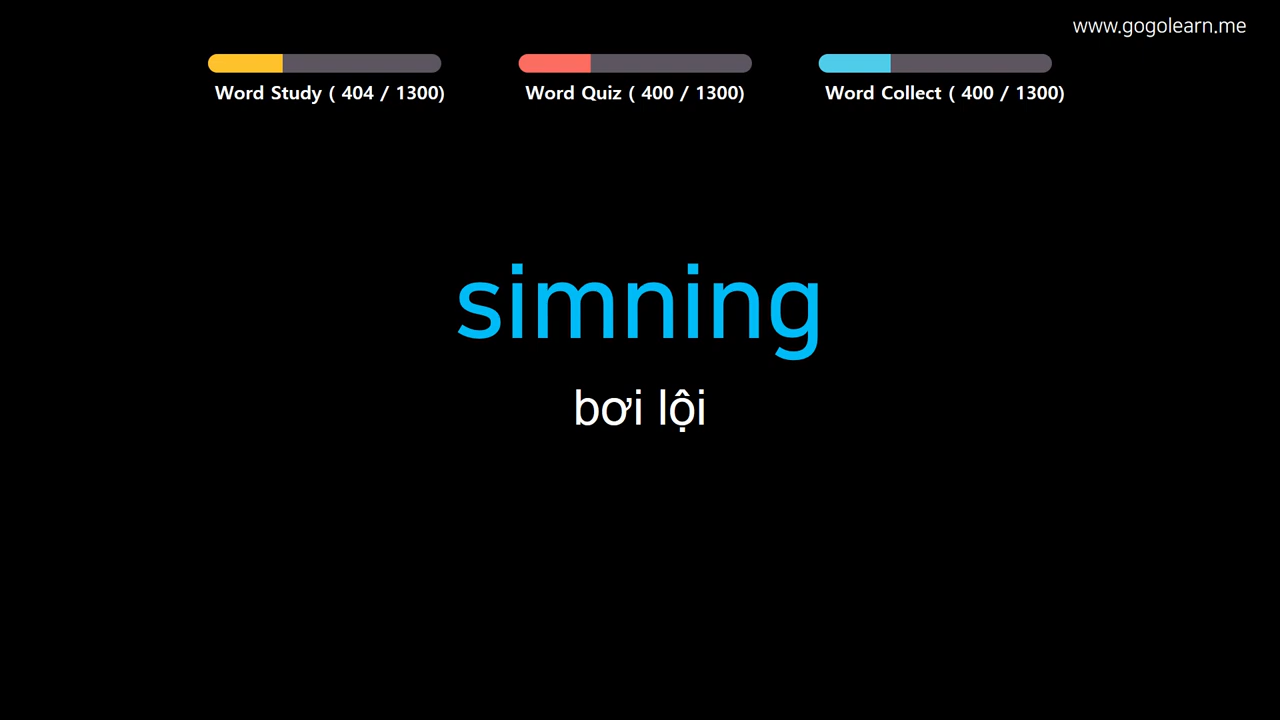 www.gogolearn.me
Word Study ( 404 / 1300)
Word Quiz ( 400 / 1300)
Word Collect ( 400 / 1300)
simning
bơi lội